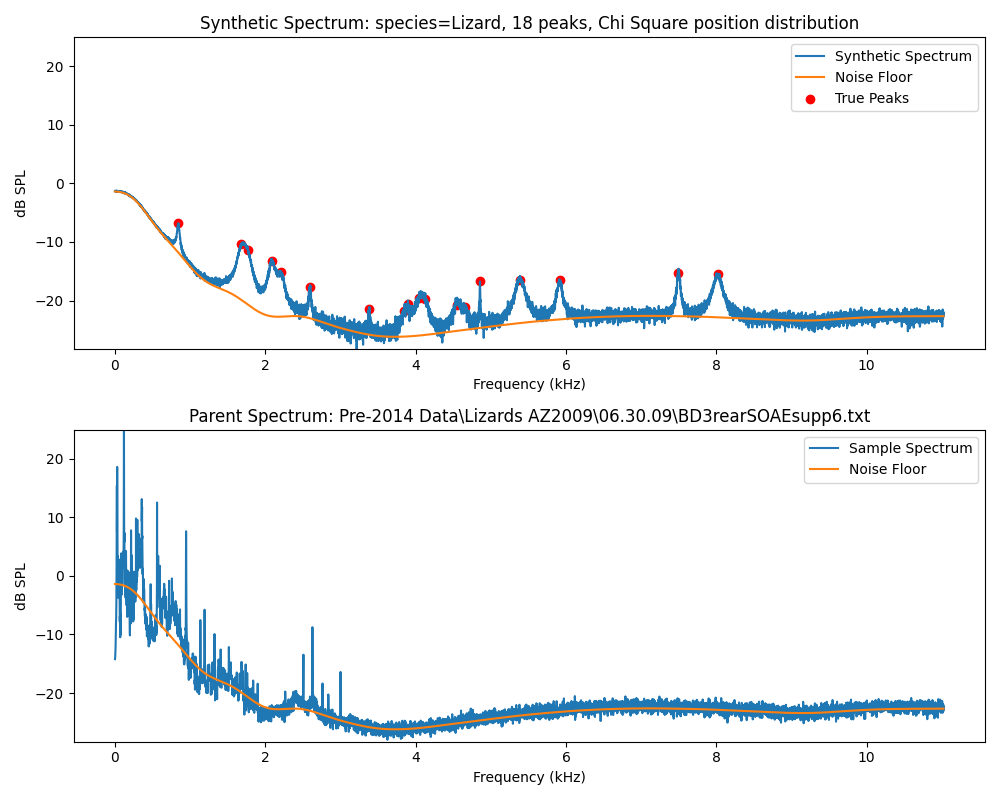 Synthetic Spectrum: species=Lizard, 18 peaks, Chi Square position distribution
20
10
0
−10
−20
dB SPL
Synthetic Spectrum
Noise Floor
True Peaks
0 2 4 6 8 10
Frequency (kHz)
Parent Spectrum: Pre-2014 Data\Lizards AZ2009\06.30.09\BD3rearSOAEsupp6.txt
20
10
0
−10
−20
dB SPL
Sample Spectrum
Noise Floor
0 2 4 6 8 10
Frequency (kHz)